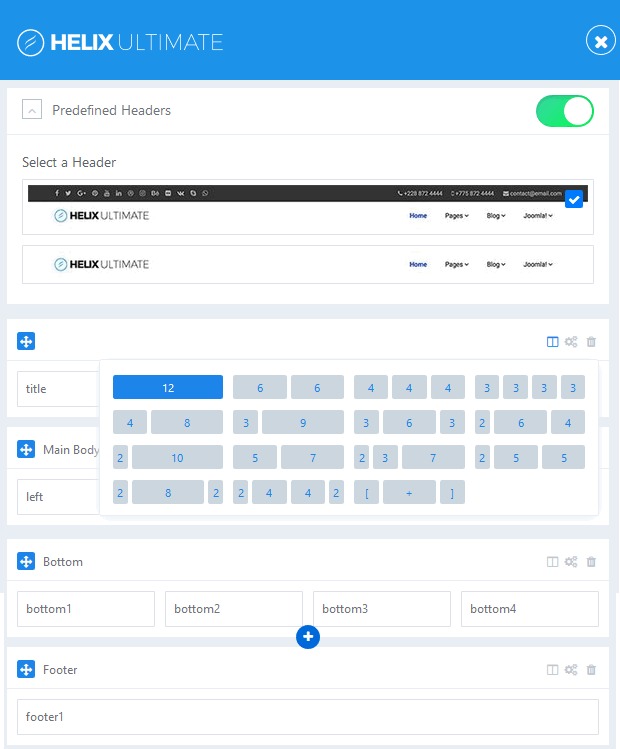 HELIX ULTIMATE
Predefined Headers
Select a Header
+228 872 4444 +775 872 4444 contact@email.com
HELIX ULTIMATE Home Pages Blog Joomla!
HELIX ULTIMATE Home Pages Blog Joomla!
title
12 6 6 4 4 4 3 3 3 3
4 8 3 9 3 6 3 2 6 4
Main Body
2 10 5 7 2 3 7 2 5 5
left
2 8 2 2 4 4 2 [ + ]
Bottom
bottom1 bottom2 bottom3 bottom4
Footer
footer1